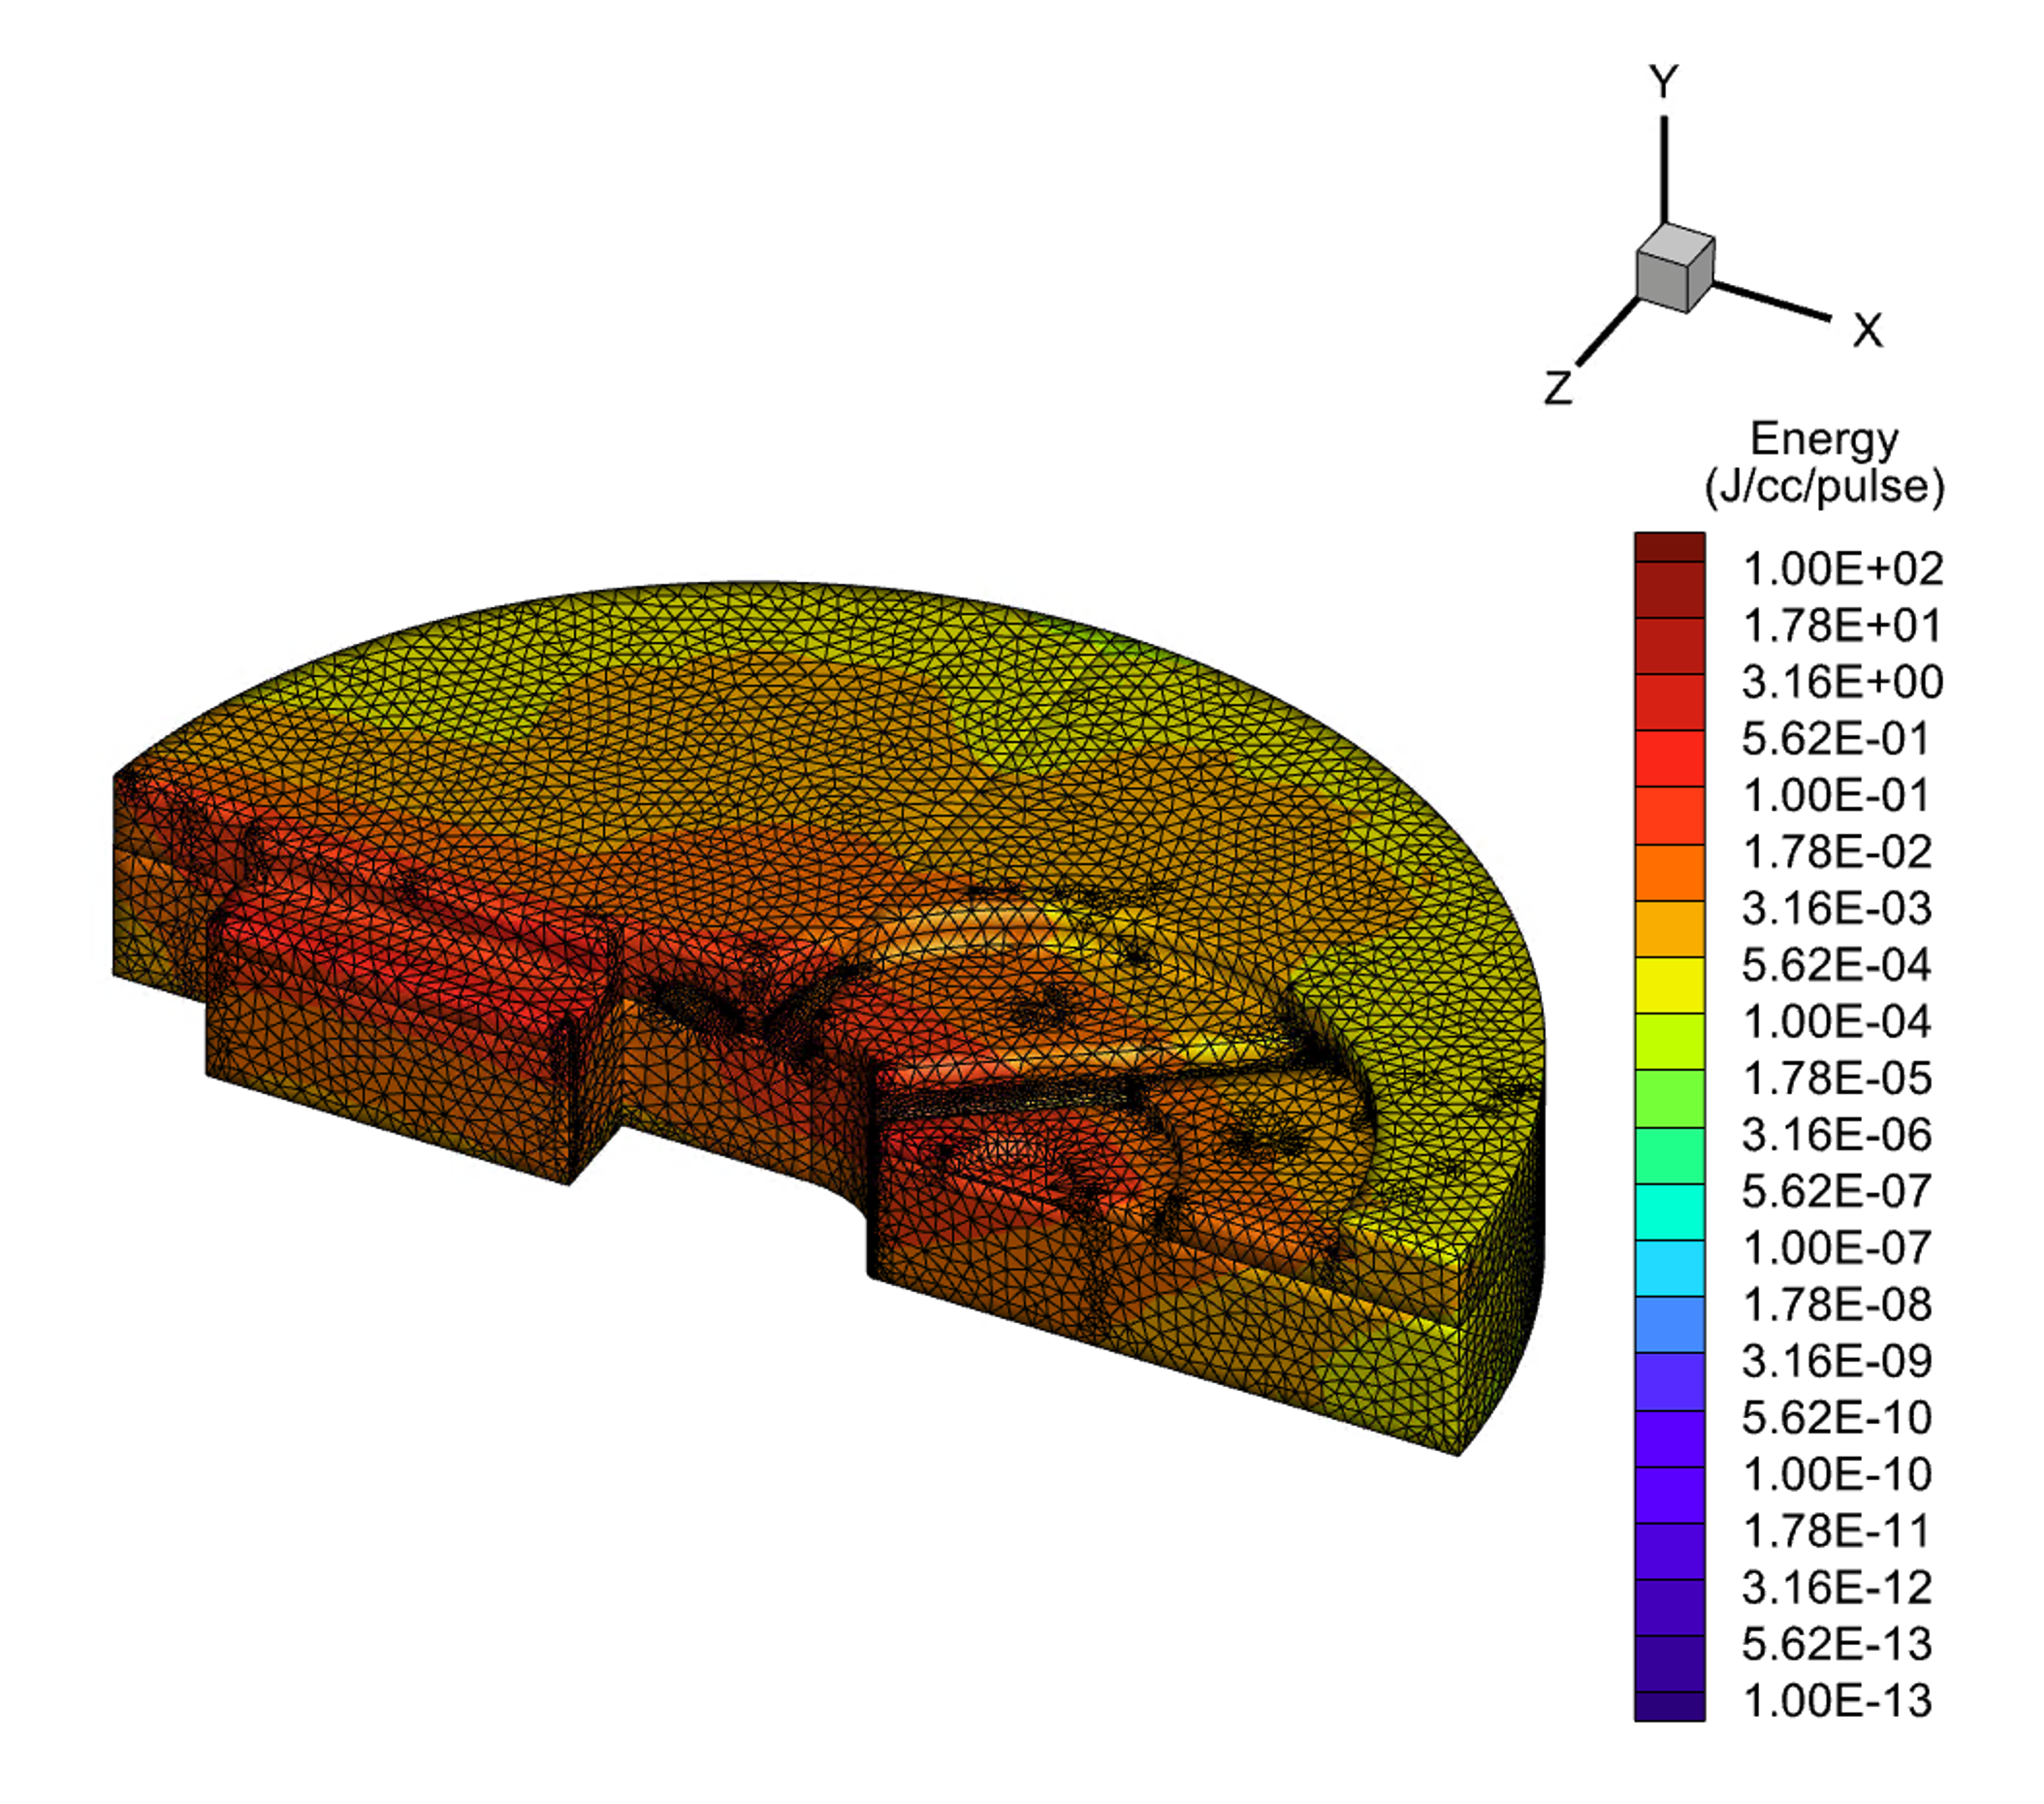 Y
X
Z
Energy
(J/cc/pulse)
1.00E+02
1.78E+01
3.16E+00
5.62E-01
1.00E-01
1.78E-02
3.16E-03
5.62E-04
1.00E-04
1.78E-05
3.16E-06
5.62E-07
1.00E-07
1.78E-08
3.16E-09
5.62E-10
1.00E-10
1.78E-11
3.16E-12
5.62E-13
1.00E-13